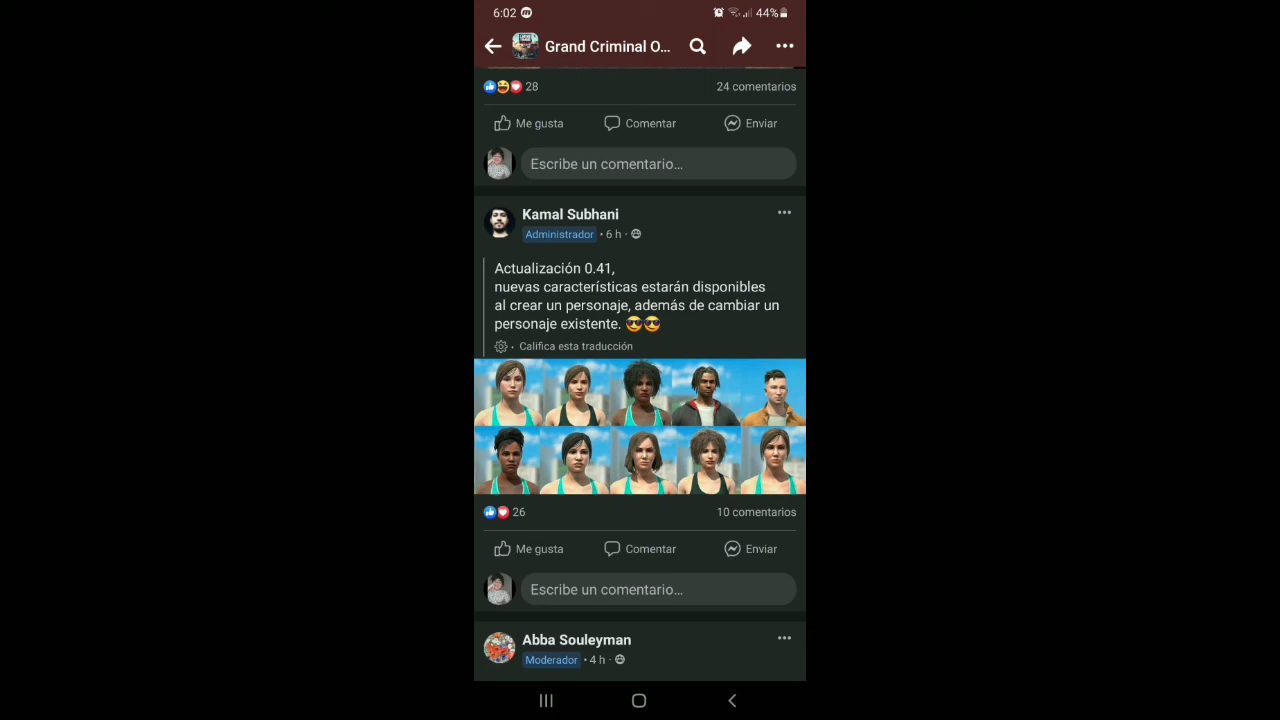 6:02
44%
Grand Criminal O...
28
24 comentarios
Me gusta
Comentar
Enviar
Escribe un comentario...
Kamal Subhani
Administrador • 6 h ·
Actualización 0.41,
nuevas características estarán disponibles
al crear un personaje, además de cambiar un
personaje existente. 😎😎
· Califica esta traducción
26
10 comentarios
Me gusta
Comentar
Enviar
Escribe un comentario...
Abba Souleyman
Moderador • 4 h ·